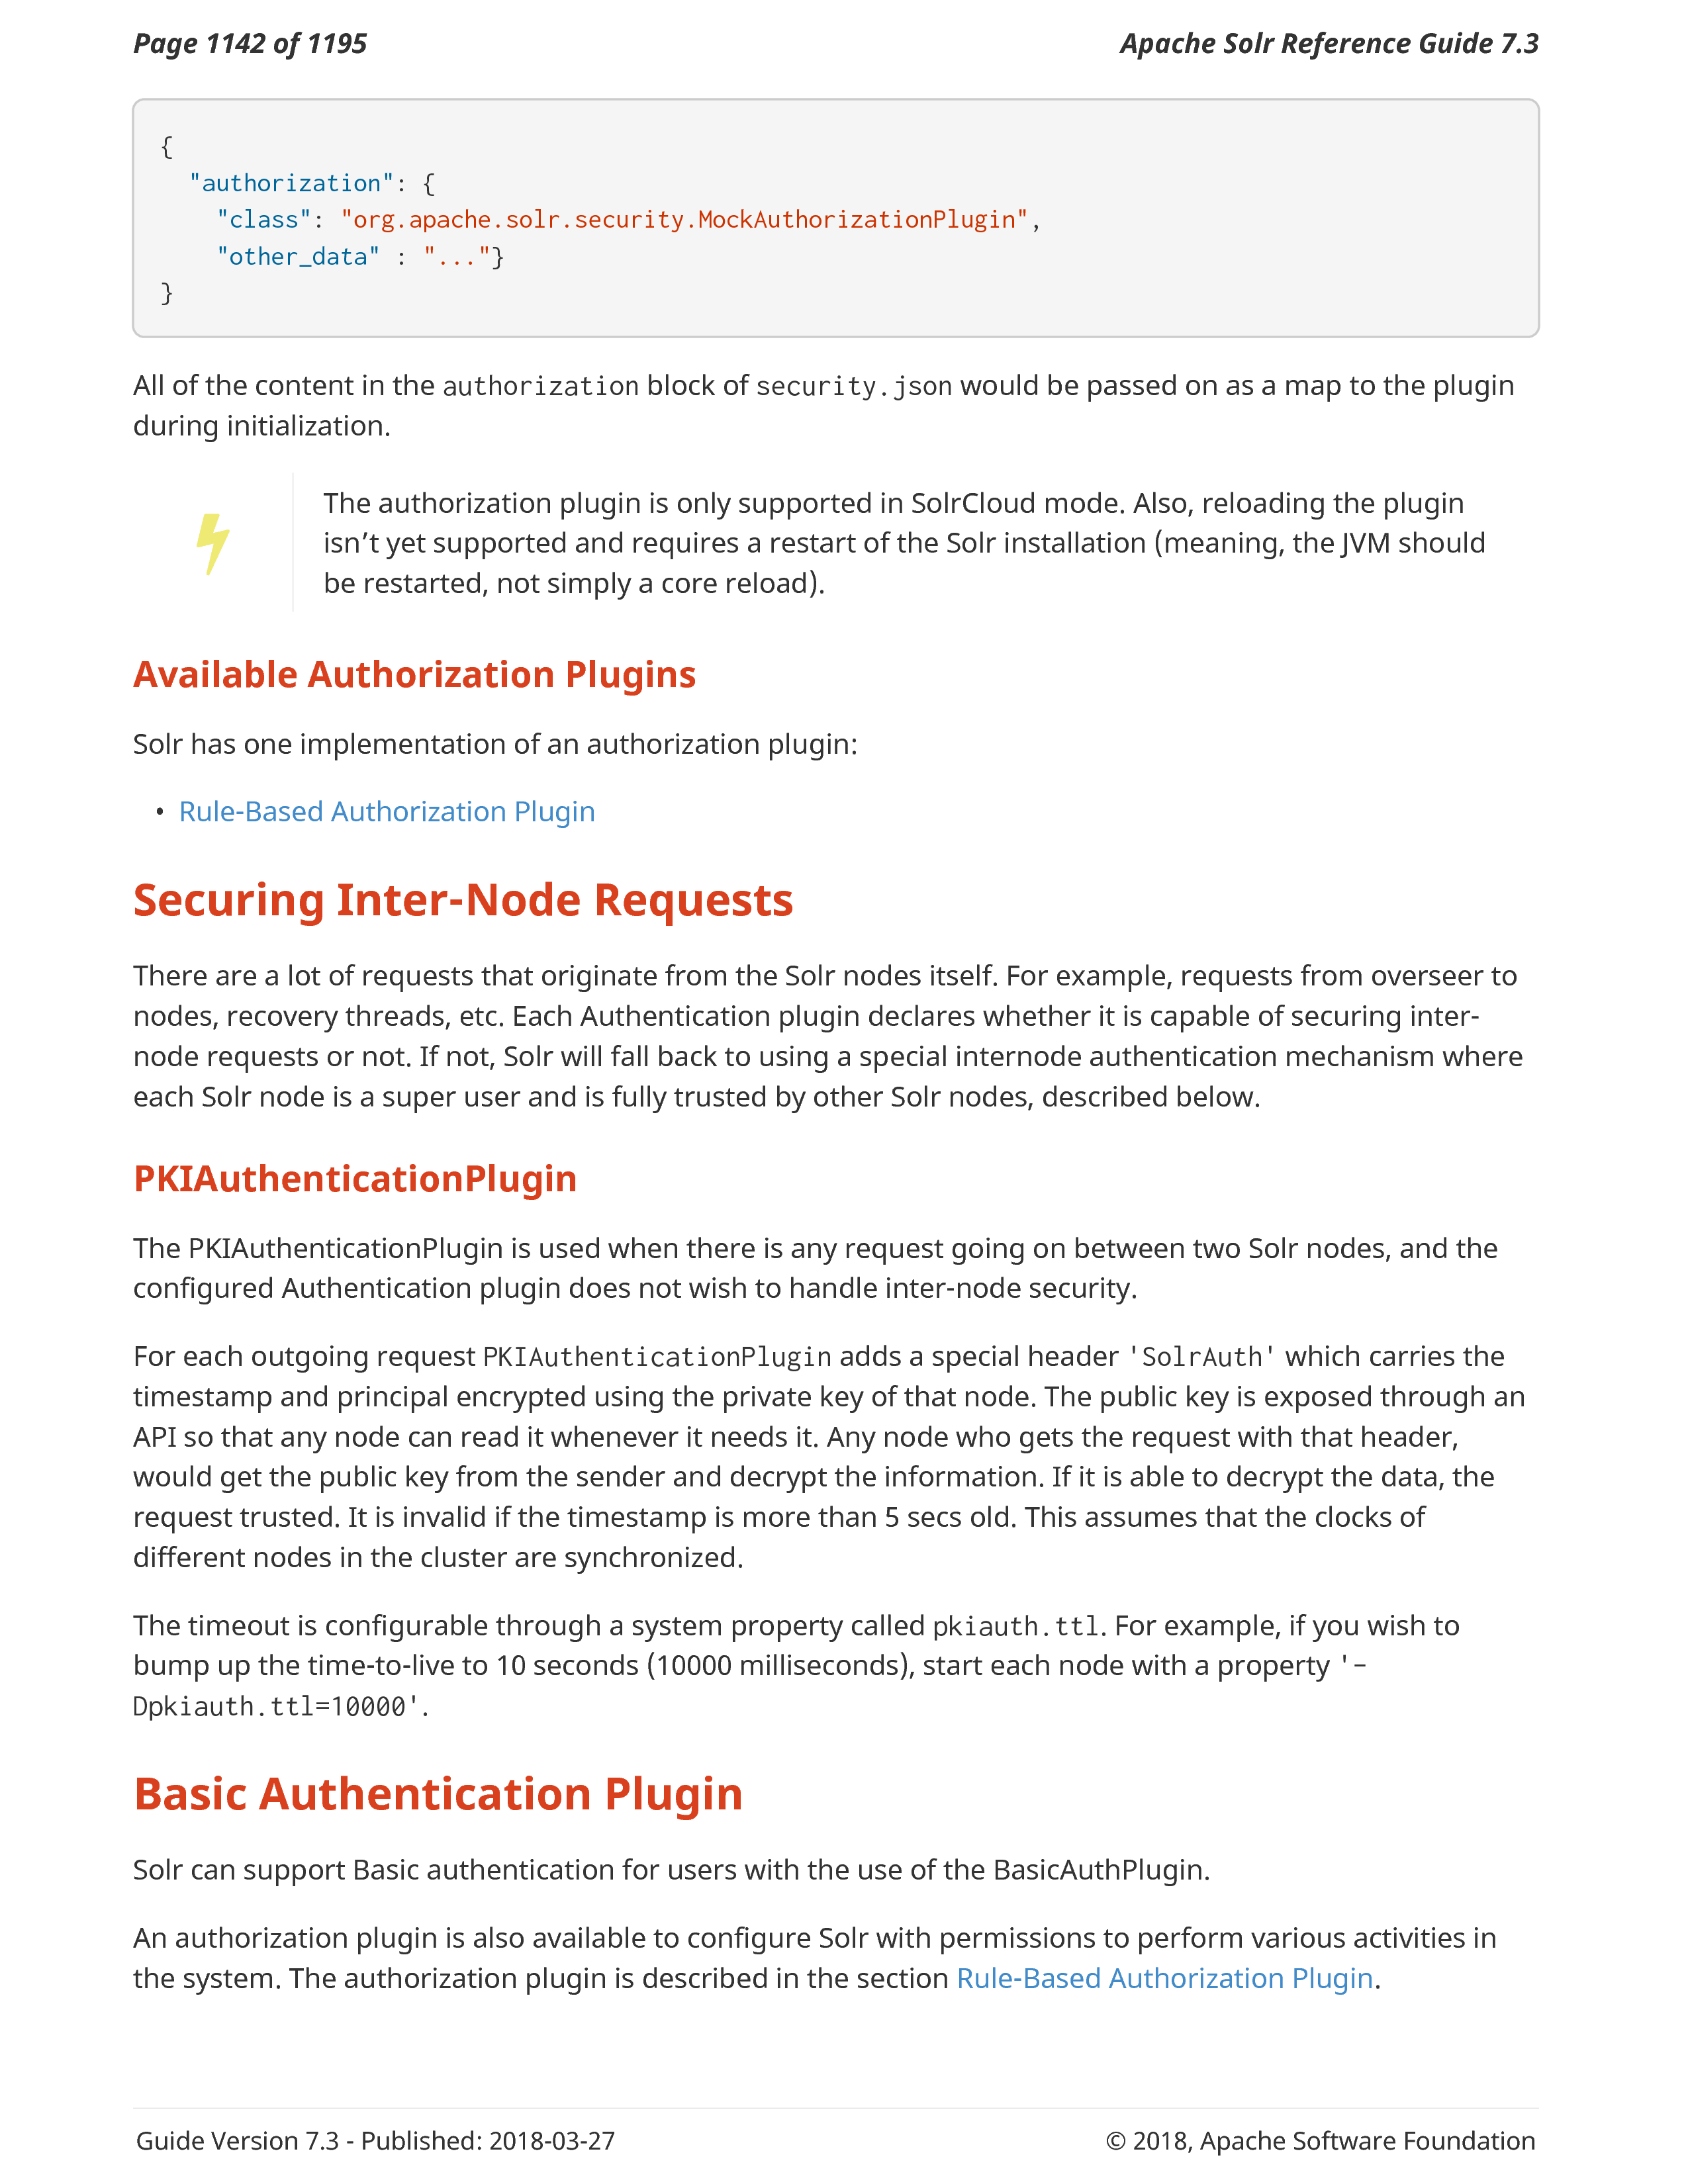 Page 1142 of 1195
Apache Solr Reference Guide 7.3
{
  "authorization": {
    "class": "org.apache.solr.security.MockAuthorizationPlugin",
    "other_data" : "..."}
}
All of the content in the authorization block of security.json would be passed on as a map to the plugin
during initialization.
The authorization plugin is only supported in SolrCloud mode. Also, reloading the plugin
isn’t yet supported and requires a restart of the Solr installation (meaning, the JVM should
be restarted, not simply a core reload).
Available Authorization Plugins
Solr has one implementation of an authorization plugin:
• Rule-Based Authorization Plugin
Securing Inter-Node Requests
There are a lot of requests that originate from the Solr nodes itself. For example, requests from overseer to
nodes, recovery threads, etc. Each Authentication plugin declares whether it is capable of securing inter-
node requests or not. If not, Solr will fall back to using a special internode authentication mechanism where
each Solr node is a super user and is fully trusted by other Solr nodes, described below.
PKIAuthenticationPlugin
The PKIAuthenticationPlugin is used when there is any request going on between two Solr nodes, and the
configured Authentication plugin does not wish to handle inter-node security.
For each outgoing request PKIAuthenticationPlugin adds a special header 'SolrAuth' which carries the
timestamp and principal encrypted using the private key of that node. The public key is exposed through an
API so that any node can read it whenever it needs it. Any node who gets the request with that header,
would get the public key from the sender and decrypt the information. If it is able to decrypt the data, the
request trusted. It is invalid if the timestamp is more than 5 secs old. This assumes that the clocks of
different nodes in the cluster are synchronized.
The timeout is configurable through a system property called pkiauth.ttl. For example, if you wish to
bump up the time-to-live to 10 seconds (10000 milliseconds), start each node with a property '-
Dpkiauth.ttl=10000'.
Basic Authentication Plugin
Solr can support Basic authentication for users with the use of the BasicAuthPlugin.
An authorization plugin is also available to configure Solr with permissions to perform various activities in
the system. The authorization plugin is described in the section Rule-Based Authorization Plugin.
Guide Version 7.3 - Published: 2018-03-27
© 2018, Apache Software Foundation